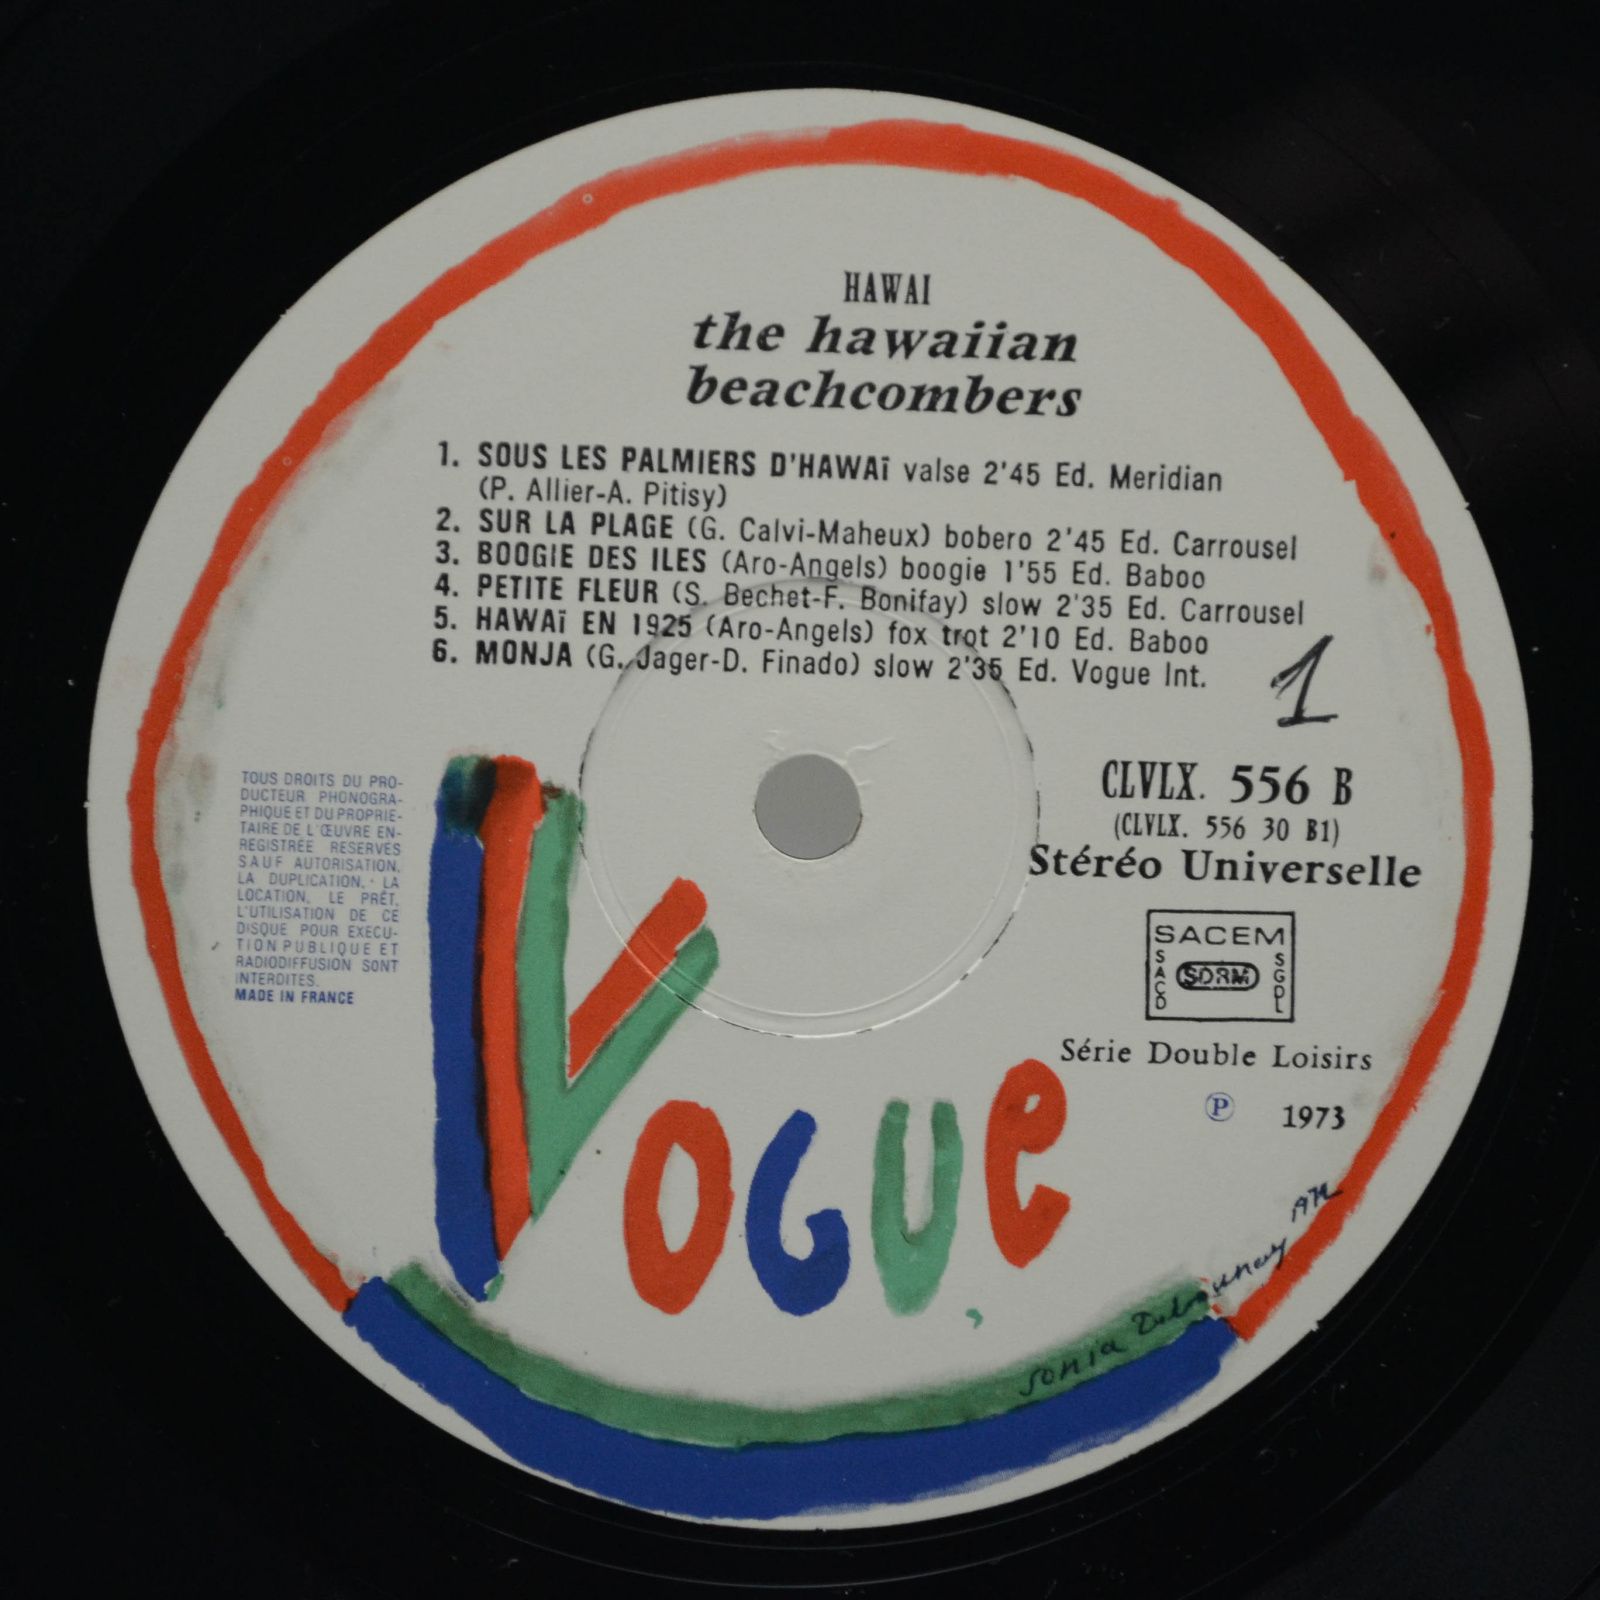 HAWAI
the hawaiian
beachcombers
1. SOUS LES PALMIERS D'HAWAï valse 2'45 Ed. Meridian
(P. Allier-A. Pitisy)
2. SUR LA PLAGE (G. Calvi-Maheux) bobero 2'45 Ed. Carrousel
3. BOOGIE DES ILES (Aro-Angels) boogie 1'55 Ed. Baboo
4. PETITE FLEUR (S. Bechet-F. Bonifay) slow 2'35 Ed. Carrousel
5. HAWAï EN 1925 (Aro-Angels) fox trot 2'10 Ed. Baboo
6. MONJA (G. Jager-D. Finado) slow 2'35 Ed. Vogue Int.
1
TOUS DROITS DU PRO-
DUCTEUR PHONOGRA-
PHIQUE ET DU PROPRIE-
TAIRE DE L'ŒUVRE EN-
REGISTRÉE RESERVÉS
SAUF AUTORISATION,
LA DUPLICATION, LA
LOCATION, LE PRÊT,
L'UTILISATION DE CE
DISQUE POUR EXECU-
TION PUBLIQUE ET
RADIODIFFUSION SONT
INTERDITES.
MADE IN FRANCE
CLVLX. 556 B
(CLVLX. 556 30 B1)
Stéréo Universelle
SACEM
SACD
SDRM
SGDL
Série Double Loisirs
℗ 1973
VOGUE
Sonia Delaunay 1972